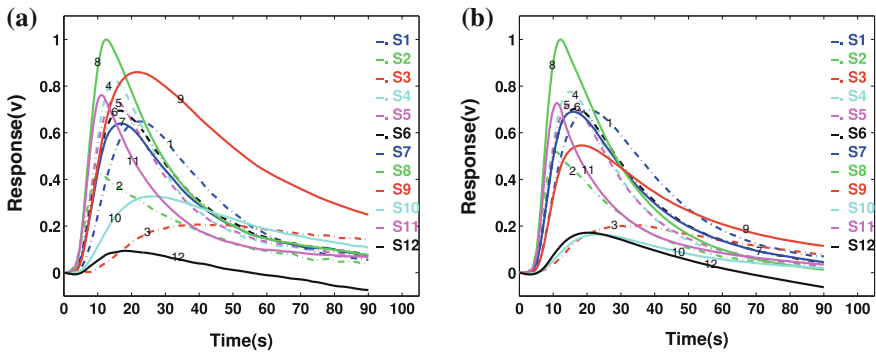 (a)
Response(v)
1
0.8
0.6
0.4
0.2
0
0 10 20 30 40 50 60 70 80 90 100
Time(s)
8
4
9
5
6
7
1
11
2
10
3
12
S1
S2
S3
S4
S5
S6
S7
S8
S9
S10
S11
S12
(b)
Response(v)
1
0.8
0.6
0.4
0.2
0
0 10 20 30 40 50 60 70 80 90 100
Time(s)
8
4
5
6
1
2
11
3
9
10
7
12
S1
S2
S3
S4
S5
S6
S7
S8
S9
S10
S11
S12